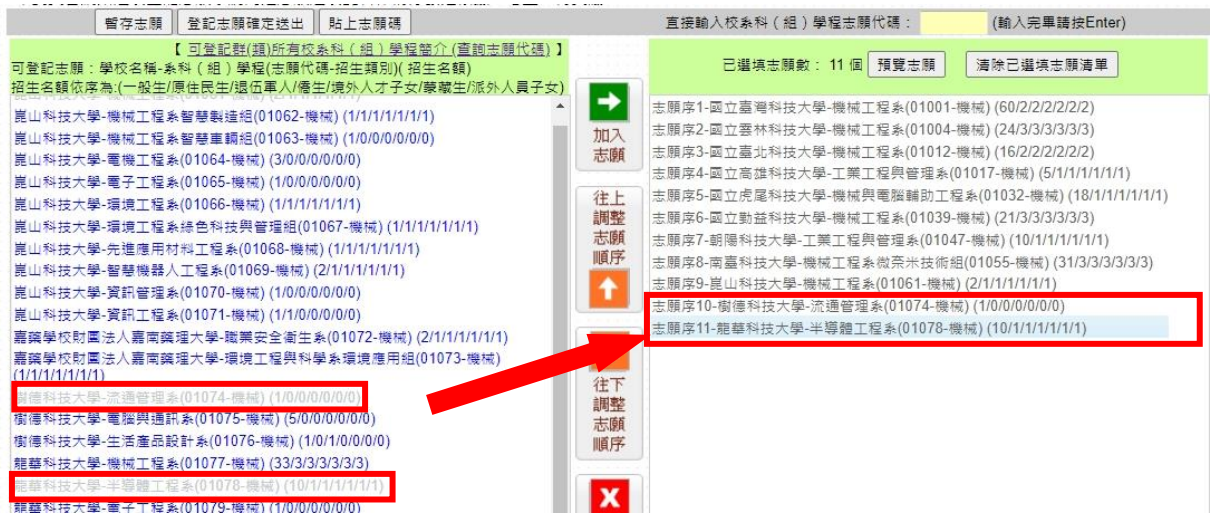 暫存志願 登記志願確定送出 貼上志願碼
直接輸入校系科（組）學程志願代碼： (輸入完畢請按Enter)
【 可登記群(類)所有校系科（組）學程簡介 (查詢志願代碼) 】
可登記志願：學校名稱-系科（組）學程(志願代碼-招生類別)( 招生名額)
招生名額依序為:(一般生/原住民生/退伍軍人/僑生/境外人才子女/蒙藏生/派外人員子女)
崑山科技大學-機械工程系智慧製造組(01062-機械) (1/1/1/1/1/1/1)
崑山科技大學-機械工程系智慧車輛組(01063-機械) (1/0/0/0/0/0/0)
崑山科技大學-電機工程系(01064-機械) (3/0/0/0/0/0/0)
崑山科技大學-電子工程系(01065-機械) (1/0/0/0/0/0/0)
崑山科技大學-環境工程系(01066-機械) (1/1/1/1/1/1/1)
崑山科技大學-環境工程系綠色科技與管理組(01067-機械) (1/1/1/1/1/1/1)
崑山科技大學-先進應用材料工程系(01068-機械) (1/1/1/1/1/1/1)
崑山科技大學-智慧機器人工程系(01069-機械) (2/1/1/1/1/1/1)
崑山科技大學-資訊管理系(01070-機械) (1/0/0/0/0/0/0)
崑山科技大學-資訊工程系(01071-機械) (1/1/0/0/0/0/0)
嘉藥學校財團法人嘉南藥理大學-職業安全衛生系(01072-機械) (2/1/1/1/1/1/1)
嘉藥學校財團法人嘉南藥理大學-環境工程與科學系環境應用組(01073-機械)
(1/1/1/1/1/1/1)
樹德科技大學-流通管理系(01074-機械) (1/0/0/0/0/0/0)
樹德科技大學-電腦與通訊系(01075-機械) (5/0/0/0/0/0/0)
樹德科技大學-生活產品設計系(01076-機械) (1/0/1/0/0/0/0)
龍華科技大學-機械工程系(01077-機械) (33/3/3/3/3/3/3)
龍華科技大學-半導體工程系(01078-機械) (10/1/1/1/1/1/1)
龍華科技大學-電子工程系(01079-機械) (1/0/0/0/0/0/0)
加入
志願
往上
調整
志願
順序
往下
調整
志願
順序
X
已選填志願數： 11 個 預覽志願 清除已選填志願清單
志願序1-國立臺灣科技大學-機械工程系(01001-機械) (60/2/2/2/2/2/2)
志願序2-國立雲林科技大學-機械工程系(01004-機械) (24/3/3/3/3/3/3)
志願序3-國立臺北科技大學-機械工程系(01012-機械) (16/2/2/2/2/2/2)
志願序4-國立高雄科技大學-工業工程與管理系(01017-機械) (5/1/1/1/1/1/1)
志願序5-國立虎尾科技大學-機械與電腦輔助工程系(01032-機械) (18/1/1/1/1/1/1)
志願序6-國立勤益科技大學-機械工程系(01039-機械) (21/3/3/3/3/3/3)
志願序7-朝陽科技大學-工業工程與管理系(01047-機械) (10/1/1/1/1/1/1)
志願序8-南臺科技大學-機械工程系微奈米技術組(01055-機械) (31/3/3/3/3/3/3)
志願序9-崑山科技大學-機械工程系(01061-機械) (2/1/1/1/1/1/1)
志願序10-樹德科技大學-流通管理系(01074-機械) (1/0/0/0/0/0/0)
志願序11-龍華科技大學-半導體工程系(01078-機械) (10/1/1/1/1/1/1)